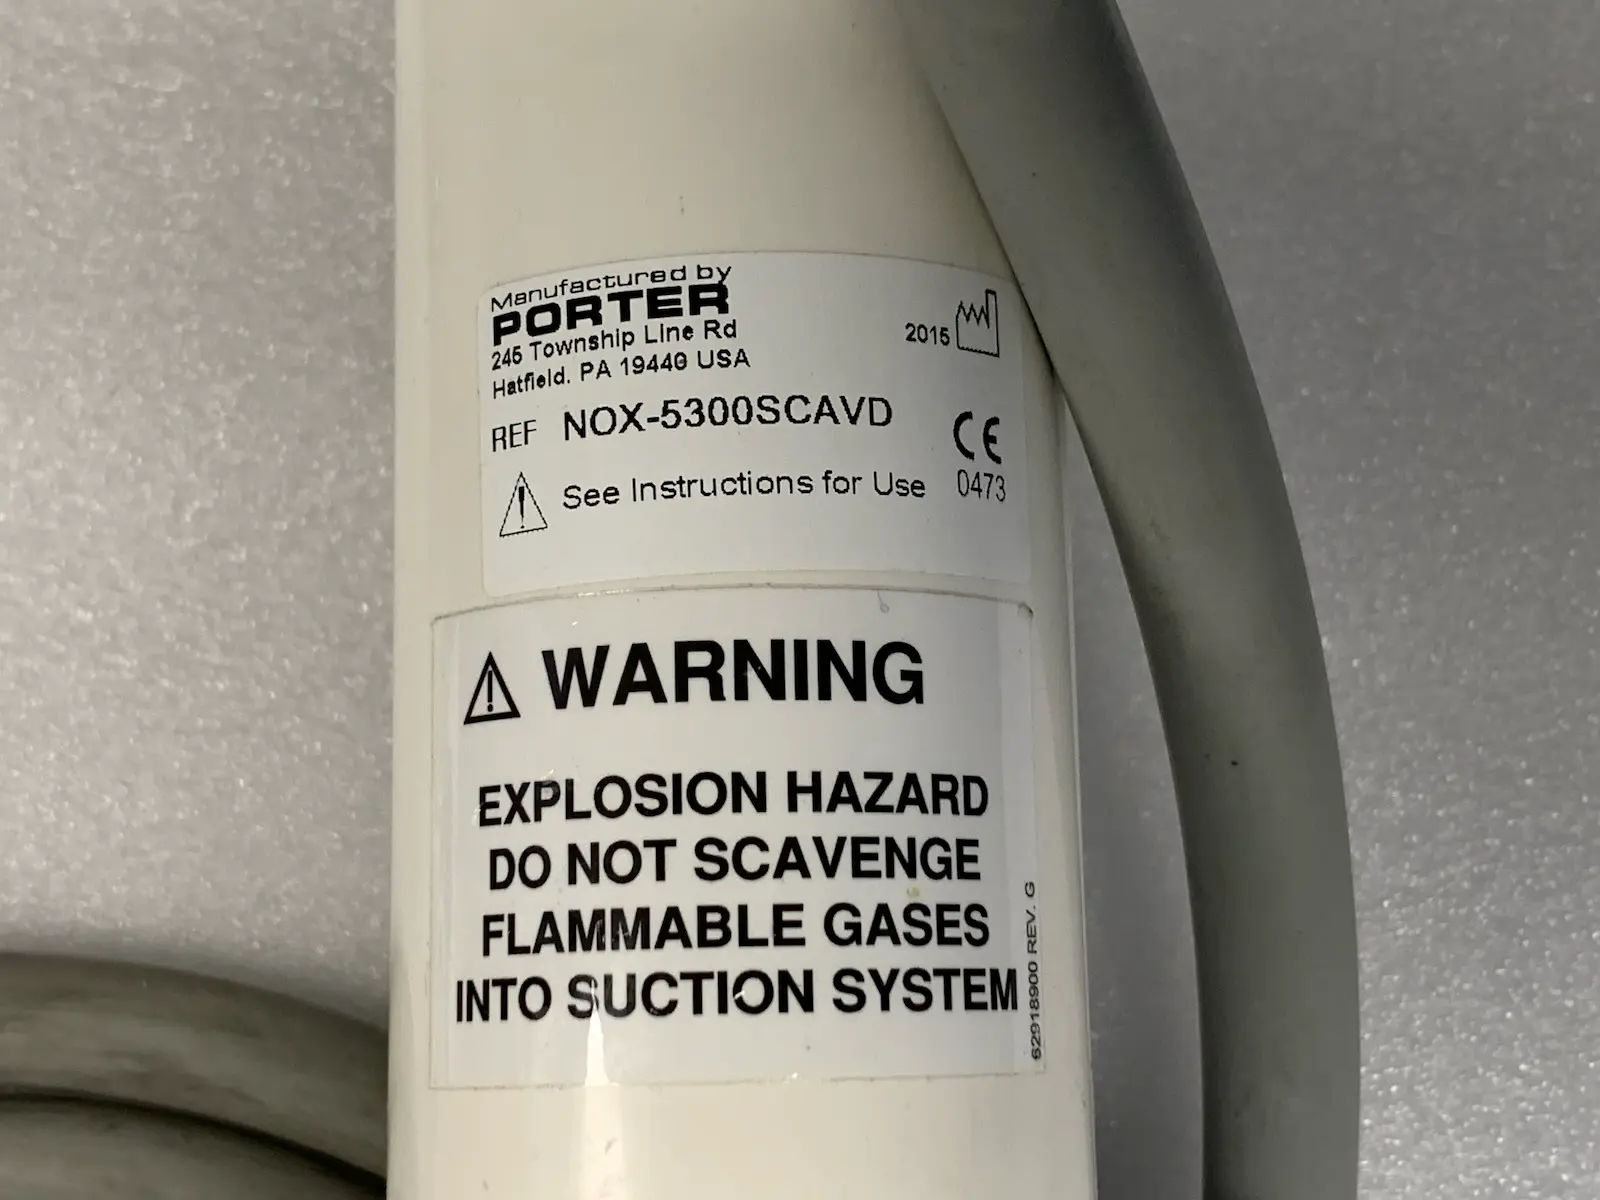 Manufactured by
PORTER
245 Township Line Rd
Hatfield, PA 19440 USA
2015
REF NOX-5300SCAVD
CE
0473
See Instructions for Use
WARNING
EXPLOSION HAZARD
DO NOT SCAVENGE
FLAMMABLE GASES
INTO SUCTION SYSTEM
62918900 REV. G